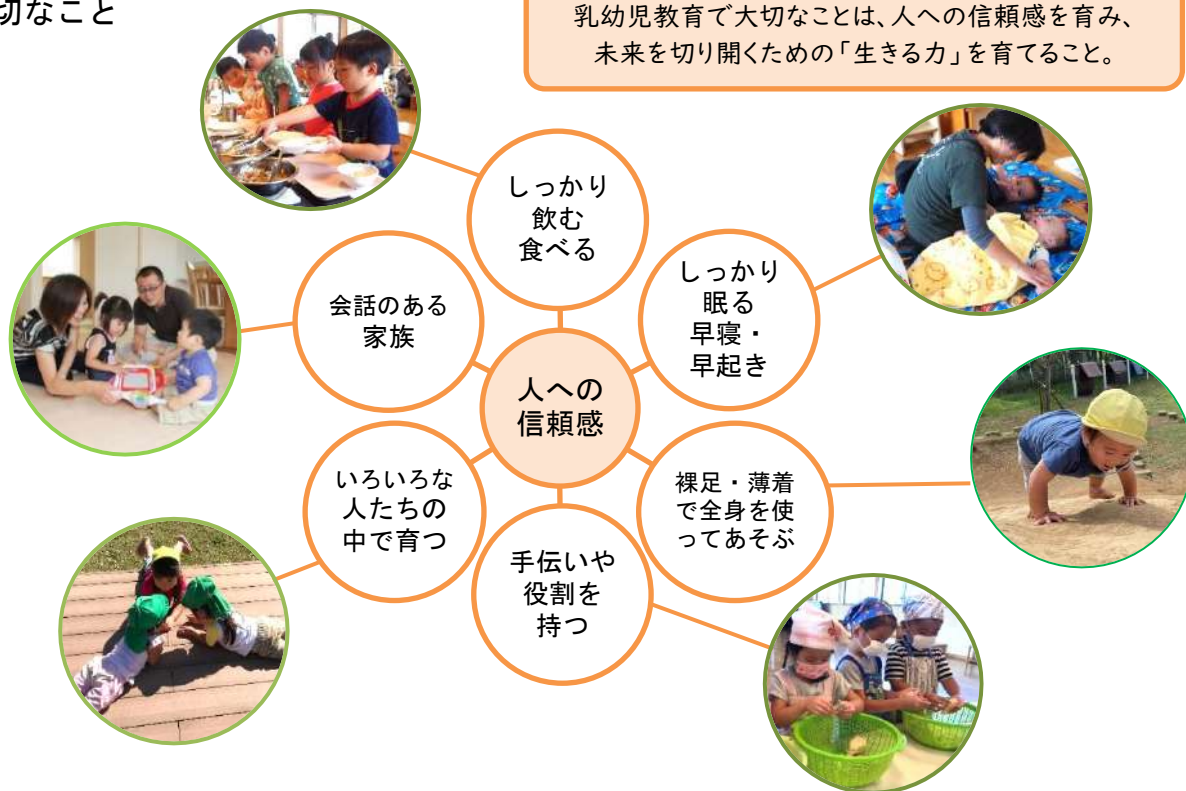 切なこと
乳幼児教育で大切なことは、人への信頼感を育み、
未来を切り開くための「生きる力」を育てること。
しっかり
飲む
食べる
しっかり
眠る
早寝・
早起き
会話のある
家族
人への
信頼感
いろいろな
人たちの
中で育つ
裸足・薄着
で全身を使
ってあそぶ
手伝いや
役割を
持つ